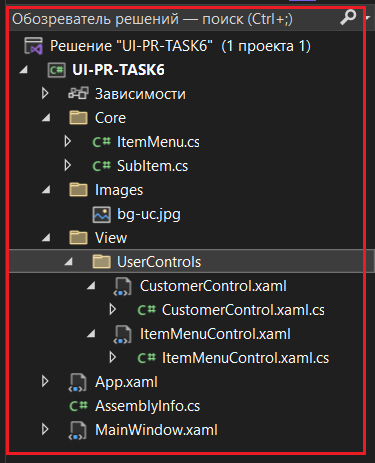 Обозреватель решений — поиск (Ctrl+;)
Решение "UI-PR-TASK6" (1 проекта 1)
C# UI-PR-TASK6
Зависимости
Core
C# ItemMenu.cs
C# SubItem.cs
Images
bg-uc.jpg
View
UserControls
CustomerControl.xaml
C# CustomerControl.xaml.cs
ItemMenuControl.xaml
C# ItemMenuControl.xaml.cs
App.xaml
C# AssemblyInfo.cs
MainWindow.xaml